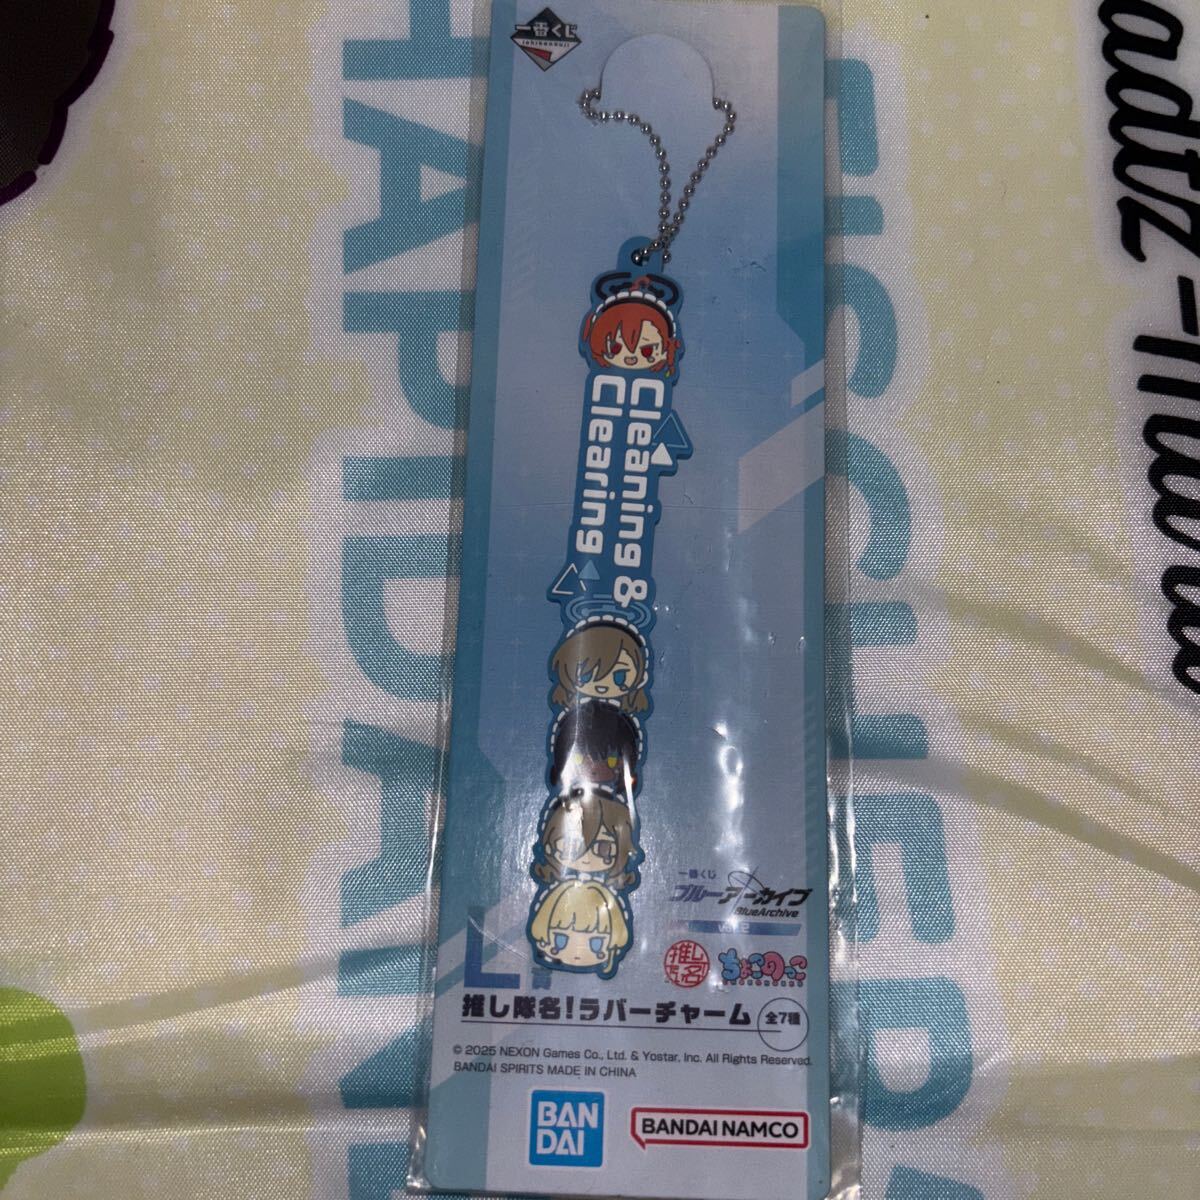 一番くじ
ichibankuji
Cleaning &
Clearing
一番くじ
ブルーアーカイブ
BlueArchive
推し
隊名!
ちょこのっこ
L賞
推し隊名!ラバーチャーム
全7種
© 2025 NEXON Games Co., Ltd. & Yostar, Inc. All Rights Reserved.
BANDAI SPIRITS MADE IN CHINA
BAN
DAI
BANDAI NAMCO